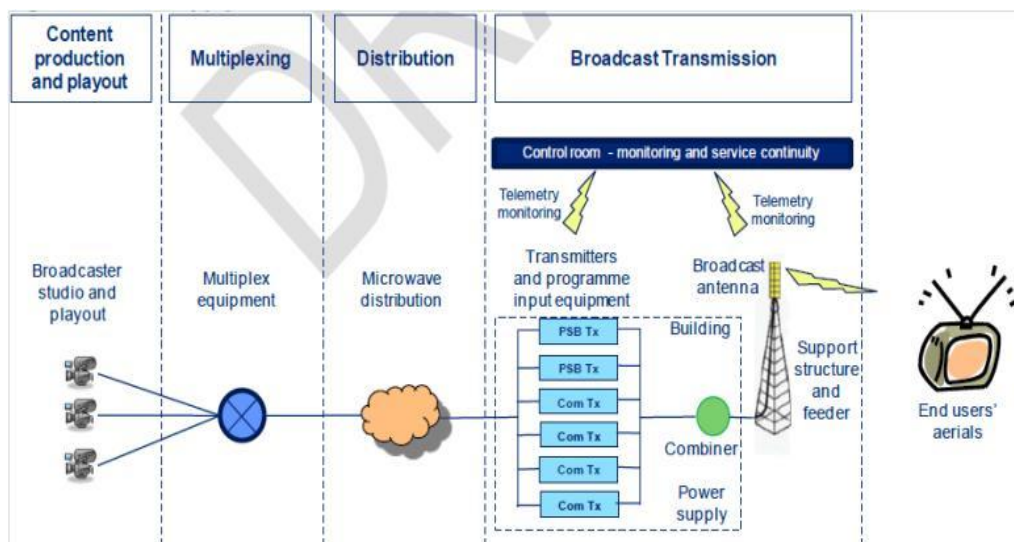 Content
production
and playout
Multiplexing
Distribution
Broadcast Transmission
Control room - monitoring and service continuity
Telemetry
monitoring
Telemetry
monitoring
Broadcaster
studio and
playout
Multiplex
equipment
Microwave
distribution
Transmitters
and programme
input equipment
Broadcast
antenna
PSB Tx
PSB Tx
Com Tx
Com Tx
Com Tx
Com Tx
Building
Combiner
Power
supply
Support
structure
and
feeder
End users'
aerials